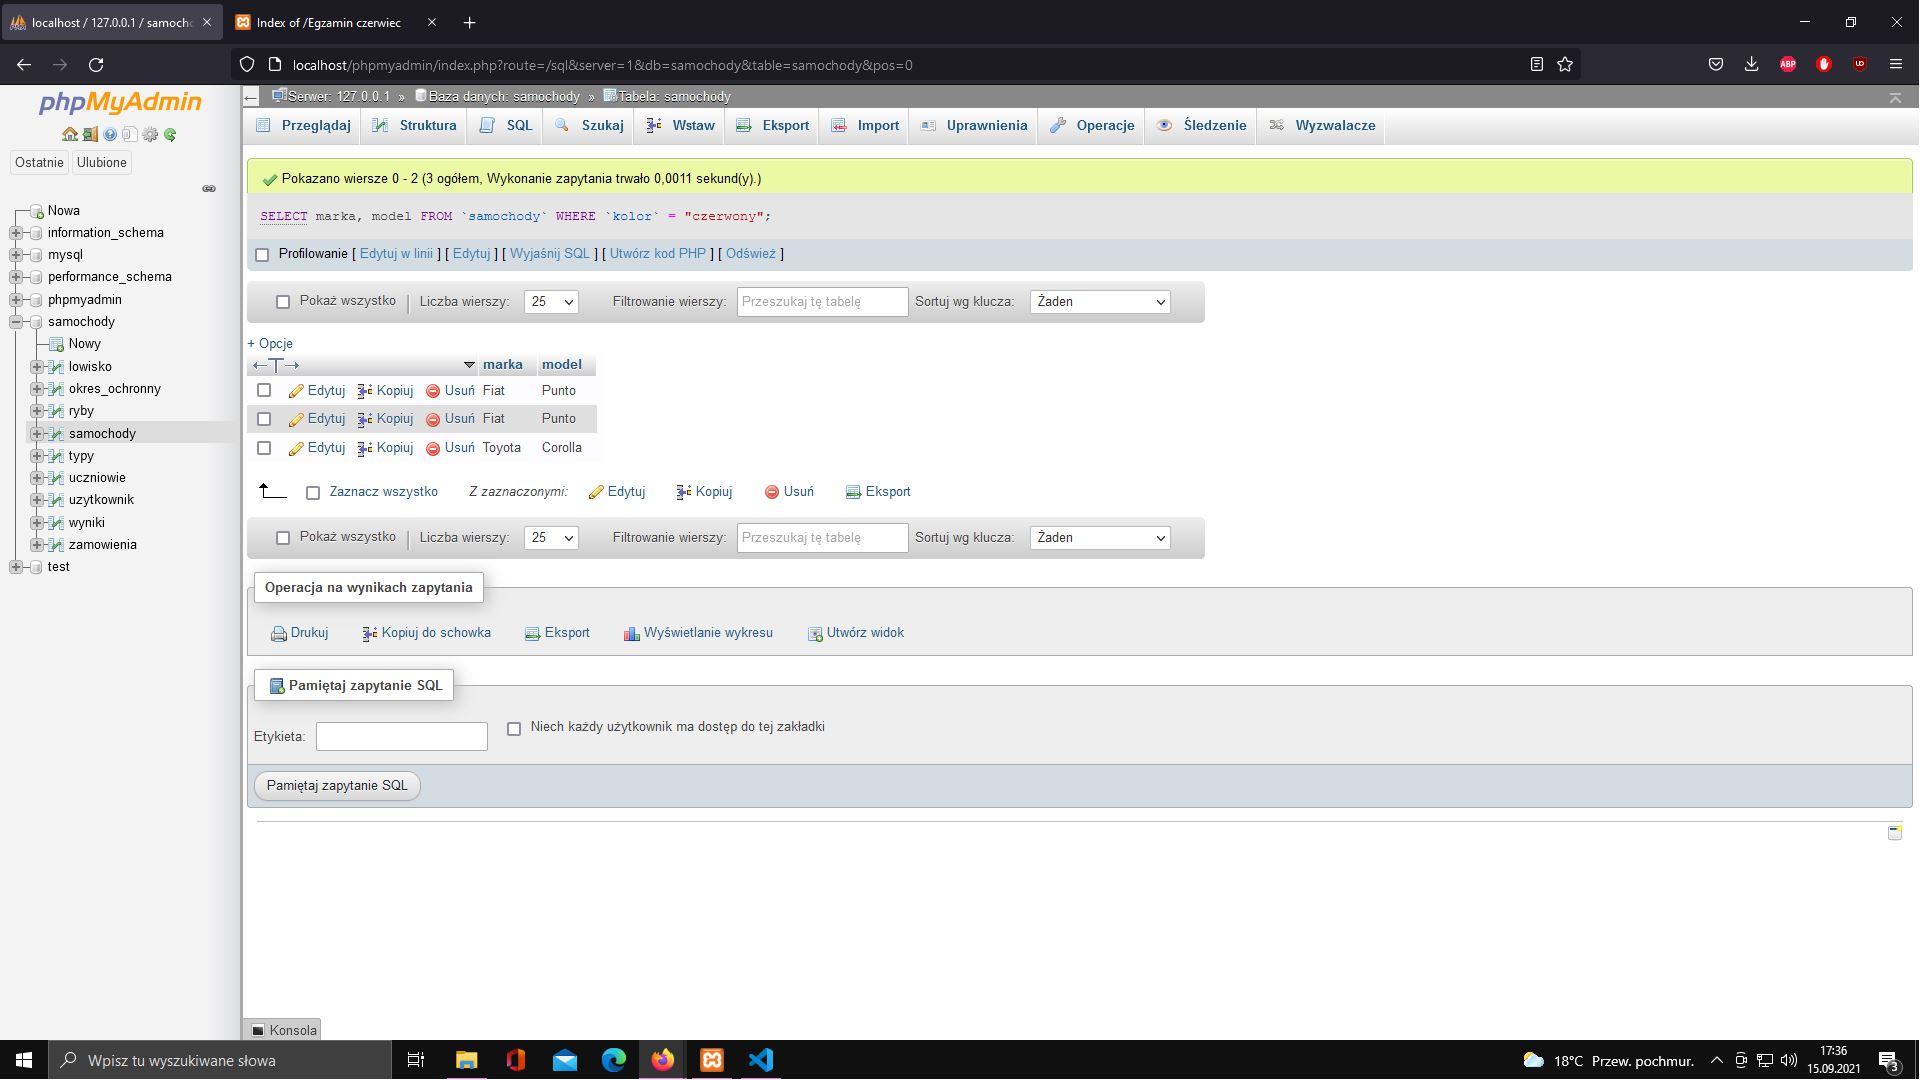 localhost / 127.0.0.1 / samocho
Index of /Egzamin czerwiec
localhost/phpmyadmin/index.php?route=/sql&server=1&db=samochody&table=samochody&pos=0
ABP
UD
phpMyAdmin
Ostatnie
Ulubione
Nowa
information_schema
mysql
performance_schema
phpmyadmin
samochody
Nowy
lowisko
okres_ochronny
ryby
samochody
typy
uczniowie
uzytkownik
wyniki
zamowienia
test
Serwer: 127.0.0.1 » Baza danych: samochody » Tabela: samochody
Przeglądaj Struktura SQL Szukaj Wstaw Eksport Import Uprawnienia Operacje Śledzenie Wyzwalacze
Pokazano wiersze 0 - 2 (3 ogółem, Wykonanie zapytania trwało 0,0011 sekund(y).)
SELECT marka, model FROM `samochody` WHERE `kolor` = "czerwony";
Profilowanie [ Edytuj w linii ] [ Edytuj ] [ Wyjaśnij SQL ] [ Utwórz kod PHP ] [ Odśwież ]
Pokaż wszystko Liczba wierszy: 25 Filtrowanie wierszy: Przeszukaj tę tabelę Sortuj wg klucza: Żaden
+ Opcje
←T→ marka model
Edytuj Kopiuj Usuń Fiat Punto
Edytuj Kopiuj Usuń Fiat Punto
Edytuj Kopiuj Usuń Toyota Corolla
Zaznacz wszystko Z zaznaczonymi: Edytuj Kopiuj Usuń Eksport
Pokaż wszystko Liczba wierszy: 25 Filtrowanie wierszy: Przeszukaj tę tabelę Sortuj wg klucza: Żaden
Operacja na wynikach zapytania
Drukuj Kopiuj do schowka Eksport Wyświetlanie wykresu Utwórz widok
Pamiętaj zapytanie SQL
Etykieta: Niech każdy użytkownik ma dostęp do tej zakładki
Pamiętaj zapytanie SQL
Konsola
Wpisz tu wyszukiwane słowa
18°C Przew. pochmur.
17:36
15.09.2021
3